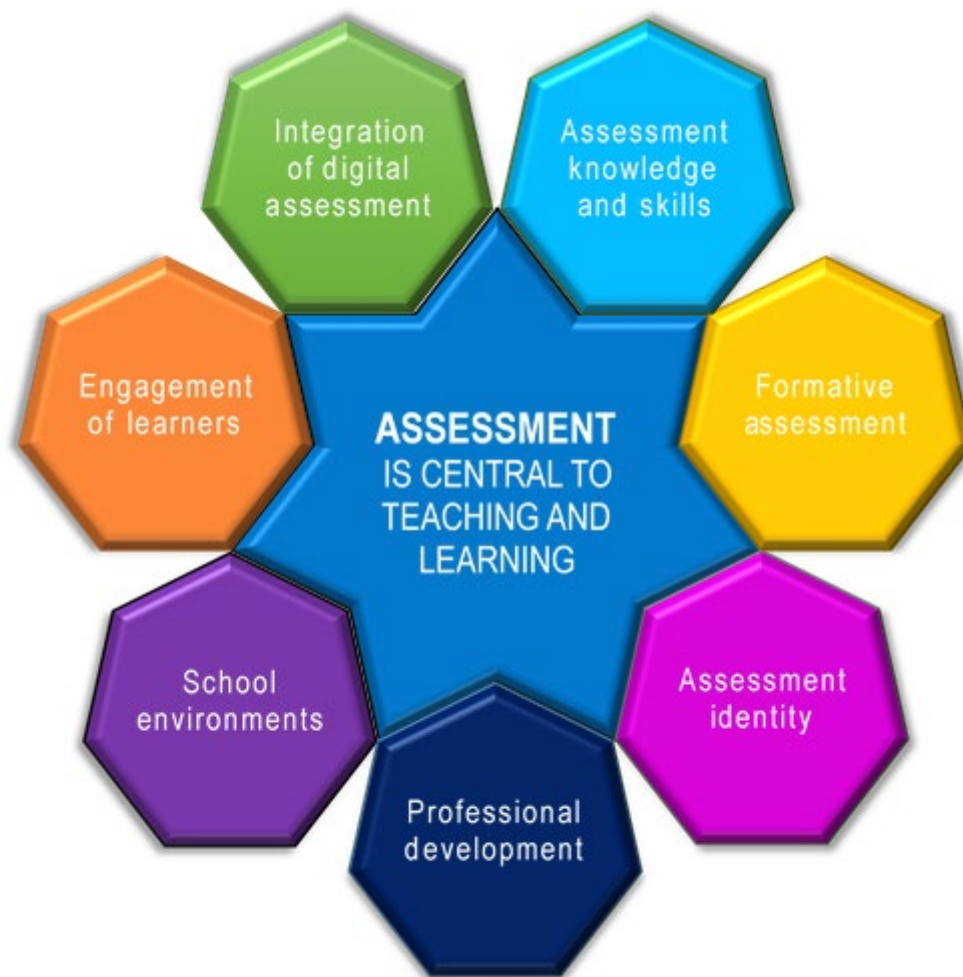 Integration
of digital
assessment
Assessment
knowledge
and skills
Engagement
of learners
ASSESSMENT
IS CENTRAL TO
TEACHING AND
LEARNING
Formative
assessment
School
environments
Assessment
identity
Professional
development